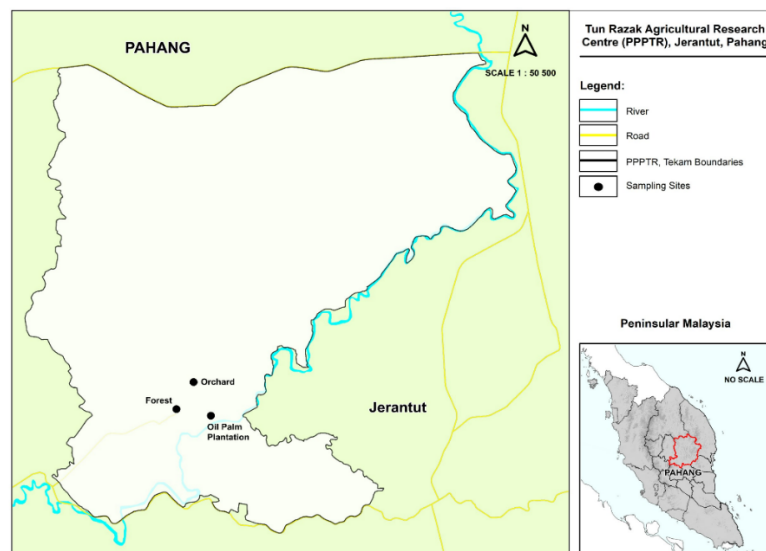 PAHANG
N
SCALE 1 : 50 500
Orchard
Forest
Oil Palm
Plantation
Jerantut
Tun Razak Agricultural Research
Centre (PPPTR), Jerantut, Pahang
Legend:
River
Road
PPPTR, Tekam Boundaries
Sampling Sites
Peninsular Malaysia
N
NO SCALE
PAHANG